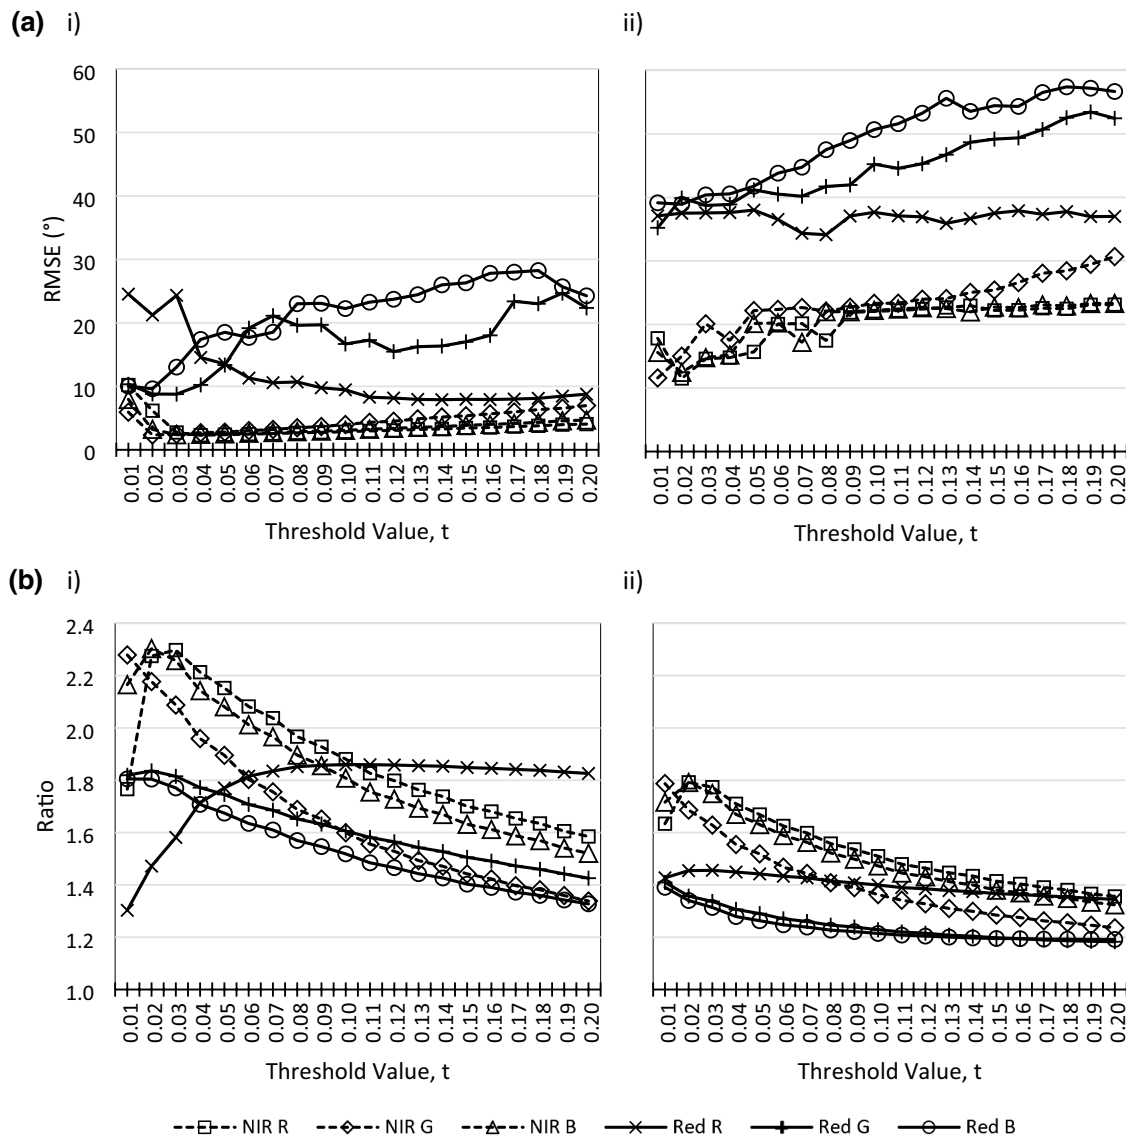 (a) i) ii)
60
50
40
30
20
10
0
RMSE (°)
0.01 0.02 0.03 0.04 0.05 0.06 0.07 0.08 0.09 0.10 0.11 0.12 0.13 0.14 0.15 0.16 0.17 0.18 0.19 0.20
Threshold Value, t
0.01 0.02 0.03 0.04 0.05 0.06 0.07 0.08 0.09 0.10 0.11 0.12 0.13 0.14 0.15 0.16 0.17 0.18 0.19 0.20
Threshold Value, t
(b) i) ii)
2.4
2.2
2.0
1.8
1.6
1.4
1.2
1.0
Ratio
0.01 0.02 0.03 0.04 0.05 0.06 0.07 0.08 0.09 0.10 0.11 0.12 0.13 0.14 0.15 0.16 0.17 0.18 0.19 0.20
Threshold Value, t
0.01 0.02 0.03 0.04 0.05 0.06 0.07 0.08 0.09 0.10 0.11 0.12 0.13 0.14 0.15 0.16 0.17 0.18 0.19 0.20
Threshold Value, t
NIR R NIR G NIR B Red R Red G Red B